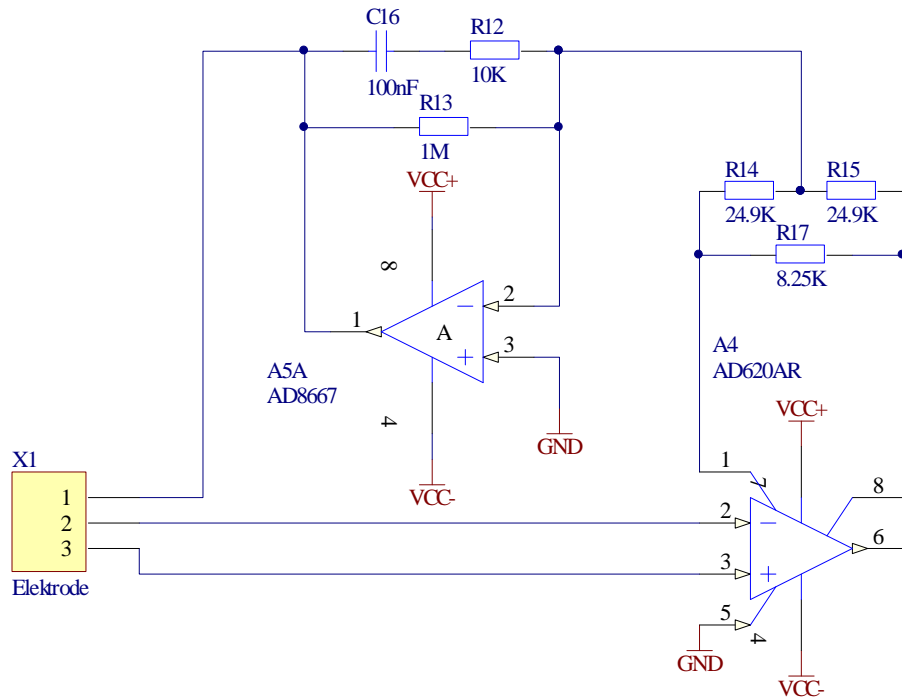 C16
R12
100nF
10K
R13
1M
VCC+
R14
R15
24.9K
24.9K
R17
8.25K
8
2
1
A
3
A5A
AD8667
A4
AD620AR
4
GND
VCC+
VCC-
X1
1
2
3
Elektrode
1
7
2
8
6
3
5
4
GND
VCC-